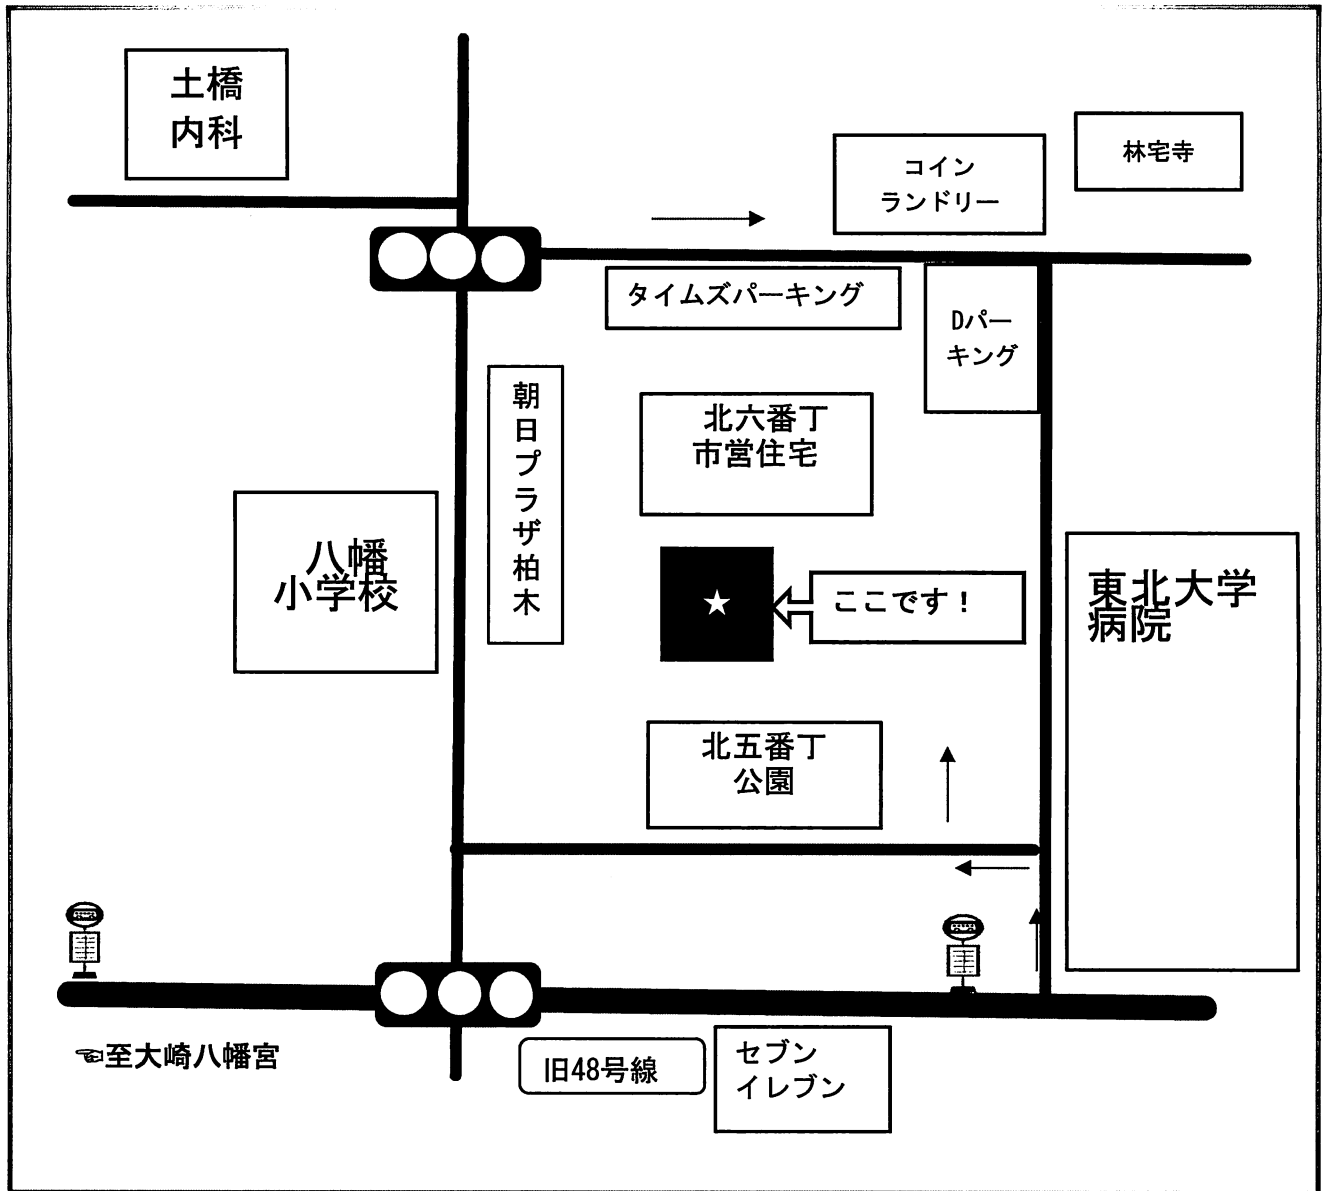 土橋
内科
コイン
ランドリー
林宅寺
タイムズパーキング
Dパー
キング
朝日プラザ柏木
北六番丁
市営住宅
八幡
小学校
★
ここです！
東北大学
病院
北五番丁
公園
☜至大崎八幡宮
旧48号線
セブン
イレブン